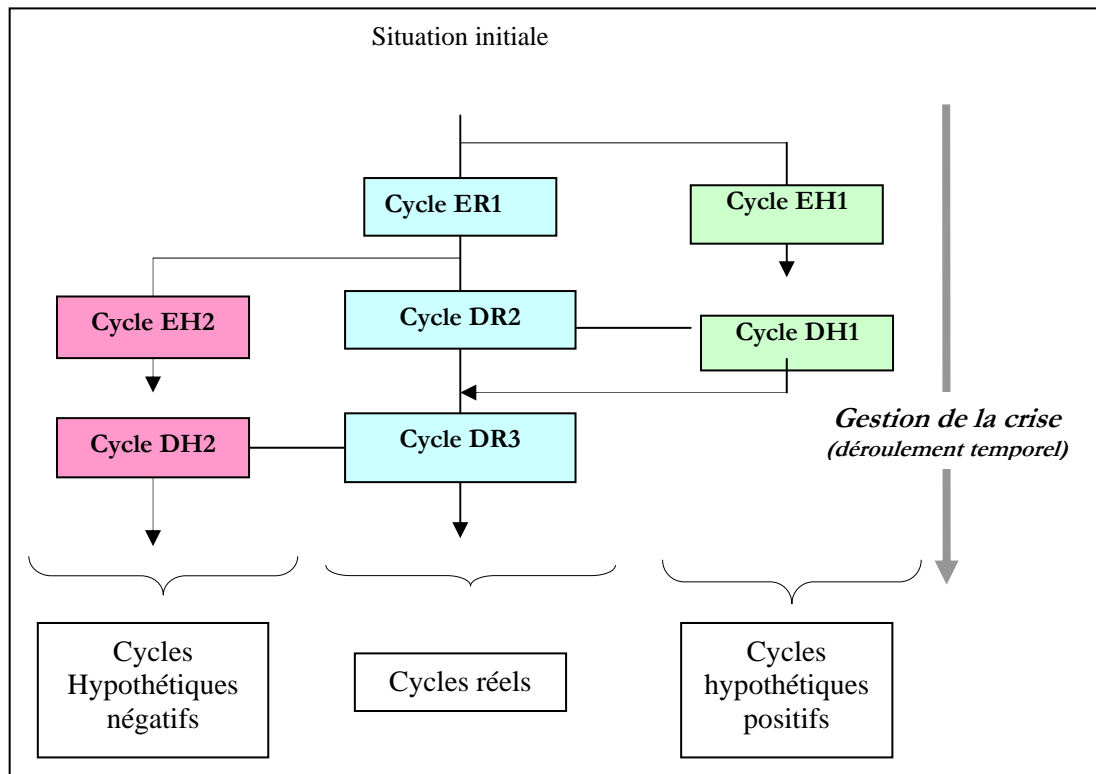 Situation initiale
Cycle ER1
Cycle EH1
Cycle EH2
Cycle DR2
Cycle DH1
Cycle DH2
Cycle DR3
Gestion de la crise
(déroulement temporel)
Cycles
Hypothétiques
négatifs
Cycles réels
Cycles
hypothétiques
positifs